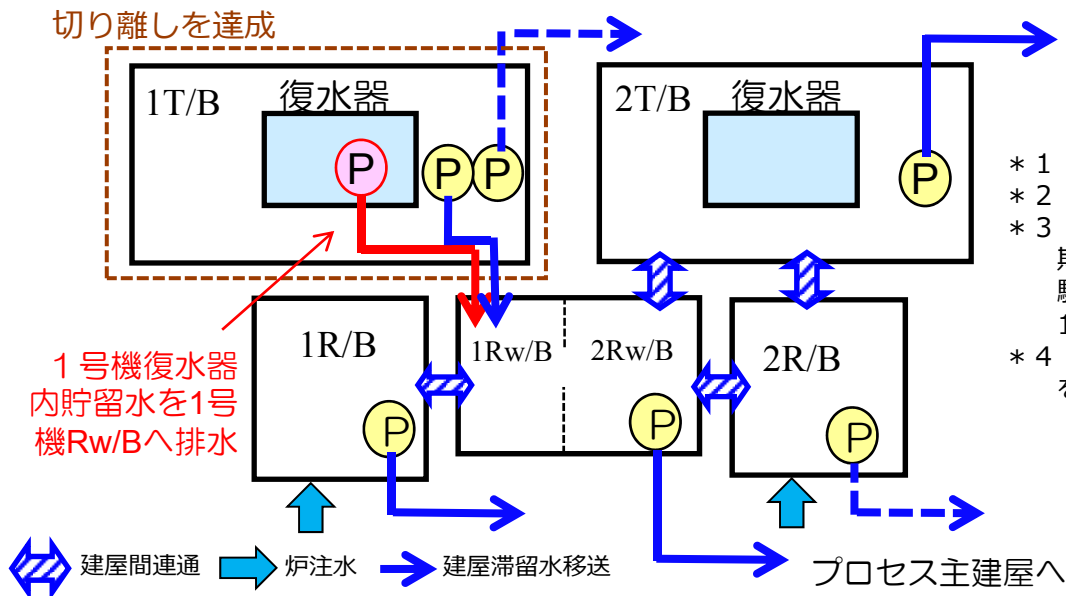 切り離しを達成
1T/B
復水器
P
P
P
2T/B
復水器
P
＊１
＊２
＊３
＊４
1R/B
P
1Rw/B
2Rw/B
P
2R/B
P
１号機復水器
内貯留水を1号
機Rw/Bへ排水
建屋間連通
炉注水
建屋滞留水移送
プロセス主建屋へ